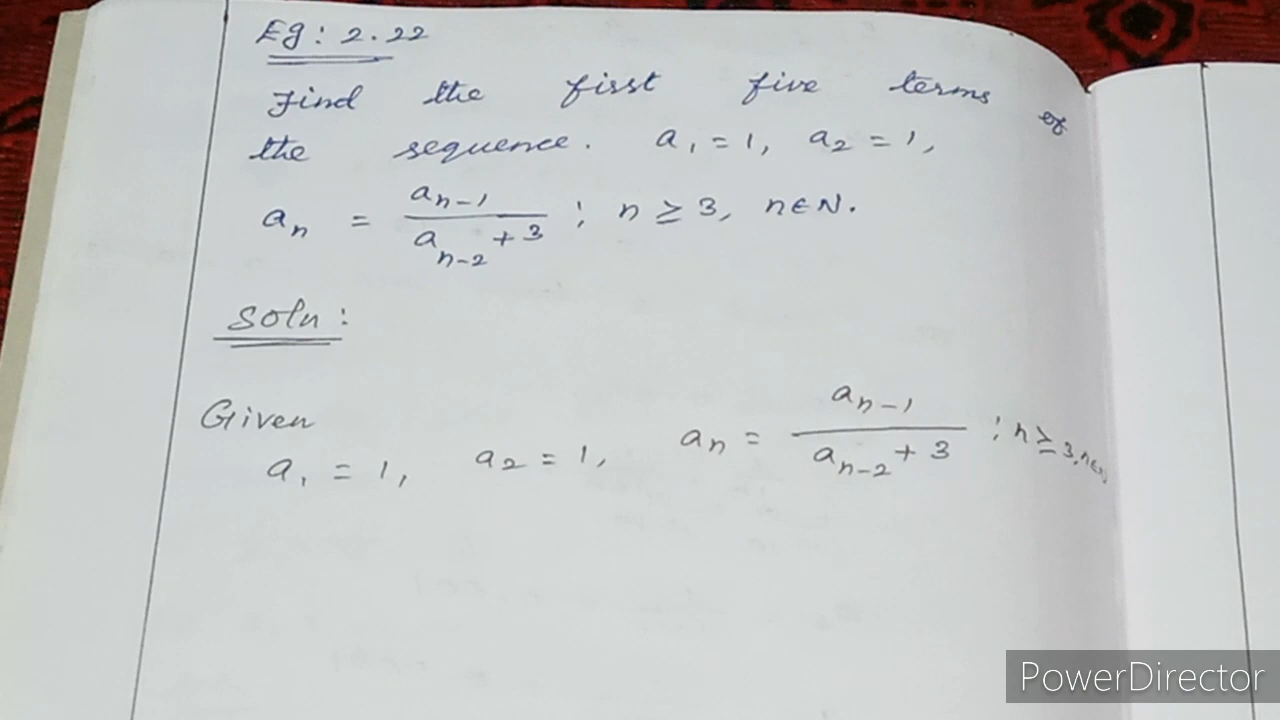 Eg: 2.22
Find the first five terms of
the sequence. a₁ = 1, a₂ = 1,
aₙ = aₙ₋₁ / aₙ₋₂ + 3 ; n ≥ 3, n∈N.
Soln:
Given
a₁ = 1, a₂ = 1, aₙ = aₙ₋₁ / aₙ₋₂ + 3 ; n ≥ 3, n∈N
PowerDirector